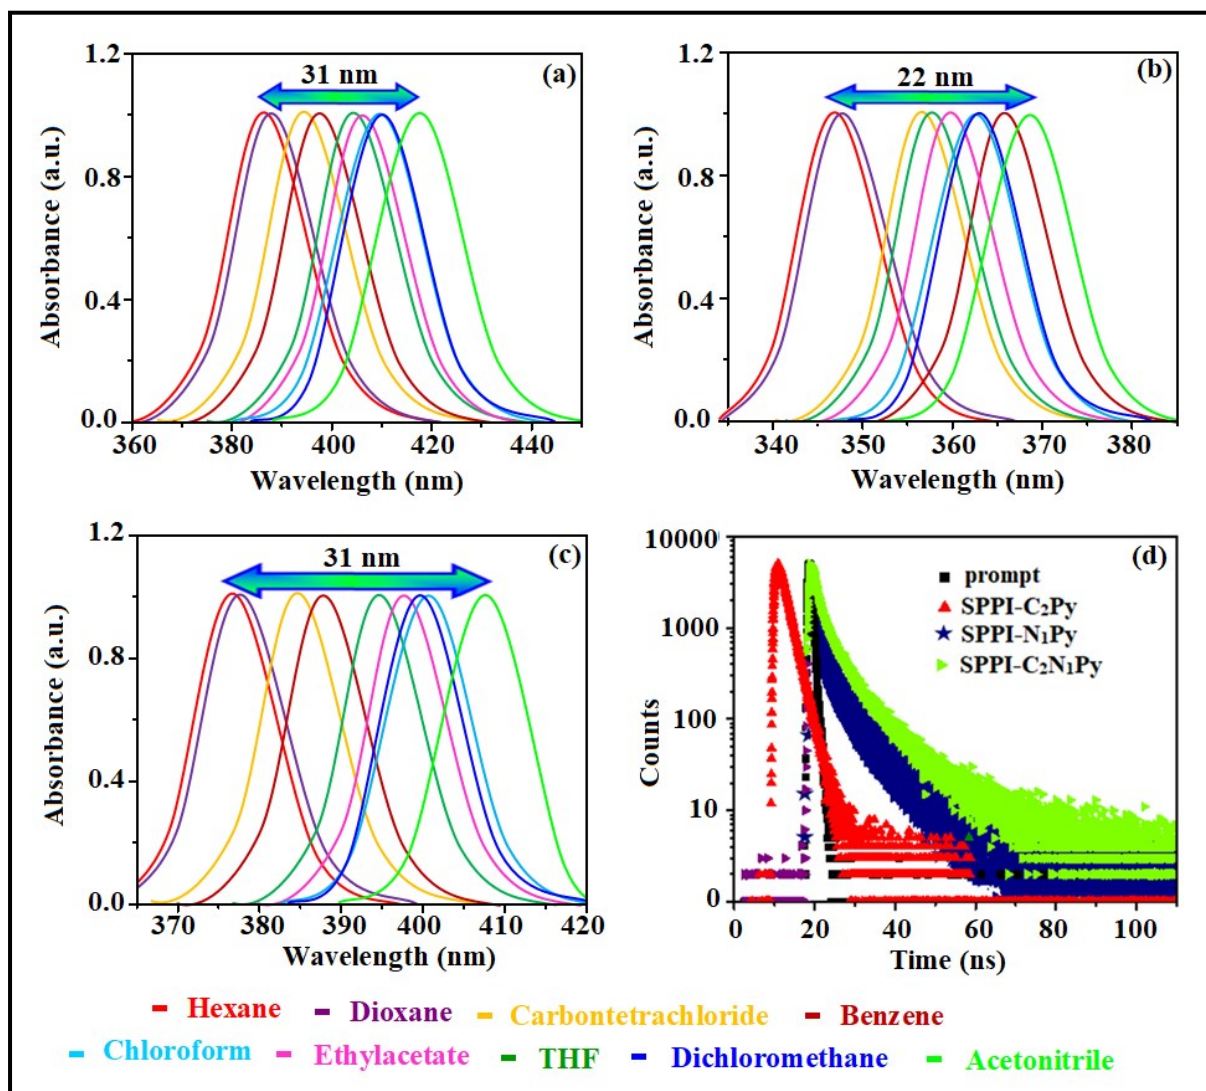 1.2
31 nm
(a)
0.8
0.4
0.0
Absorbance (a.u.)
360 380 400 420 440
Wavelength (nm)
1.2
22 nm
(b)
0.8
0.4
0.0
Absorbance (a.u.)
340 350 360 370 380
Wavelength (nm)
1.2
31 nm
(c)
0.8
0.4
0.0
Absorbance (a.u.)
370 380 390 400 410 420
Wavelength (nm)
10000
(d)
prompt
SPPI-C₂Py
SPPI-N₁Py
SPPI-C₂N₁Py
1000
100
10
0
Counts
0 20 40 60 80 100
Time (ns)
Hexane Dioxane Carbontetrachloride Benzene
Chloroform Ethylacetate THF Dichloromethane Acetonitrile